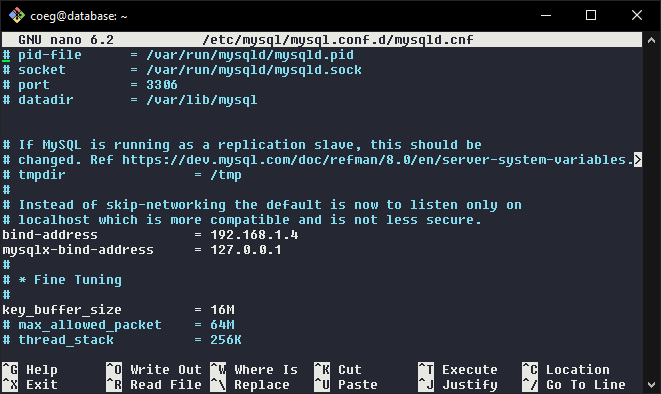 coeg@database: ~
GNU nano 6.2 /etc/mysql/mysql.conf.d/mysqld.cnf
# pid-file = /var/run/mysqld/mysqld.pid
# socket = /var/run/mysqld/mysqld.sock
# port = 3306
# datadir = /var/lib/mysql
# If MySQL is running as a replication slave, this should be
# changed. Ref https://dev.mysql.com/doc/refman/8.0/en/server-system-variables.>
# tmpdir = /tmp
#
# Instead of skip-networking the default is now to listen only on
# localhost which is more compatible and is not less secure.
bind-address = 192.168.1.4
mysqlx-bind-address = 127.0.0.1
#
# * Fine Tuning
#
key_buffer_size = 16M
# max_allowed_packet = 64M
# thread_stack = 256K
^G Help ^O Write Out ^W Where Is ^K Cut ^T Execute ^C Location
^X Exit ^R Read File ^\ Replace ^U Paste ^J Justify ^/ Go To Line